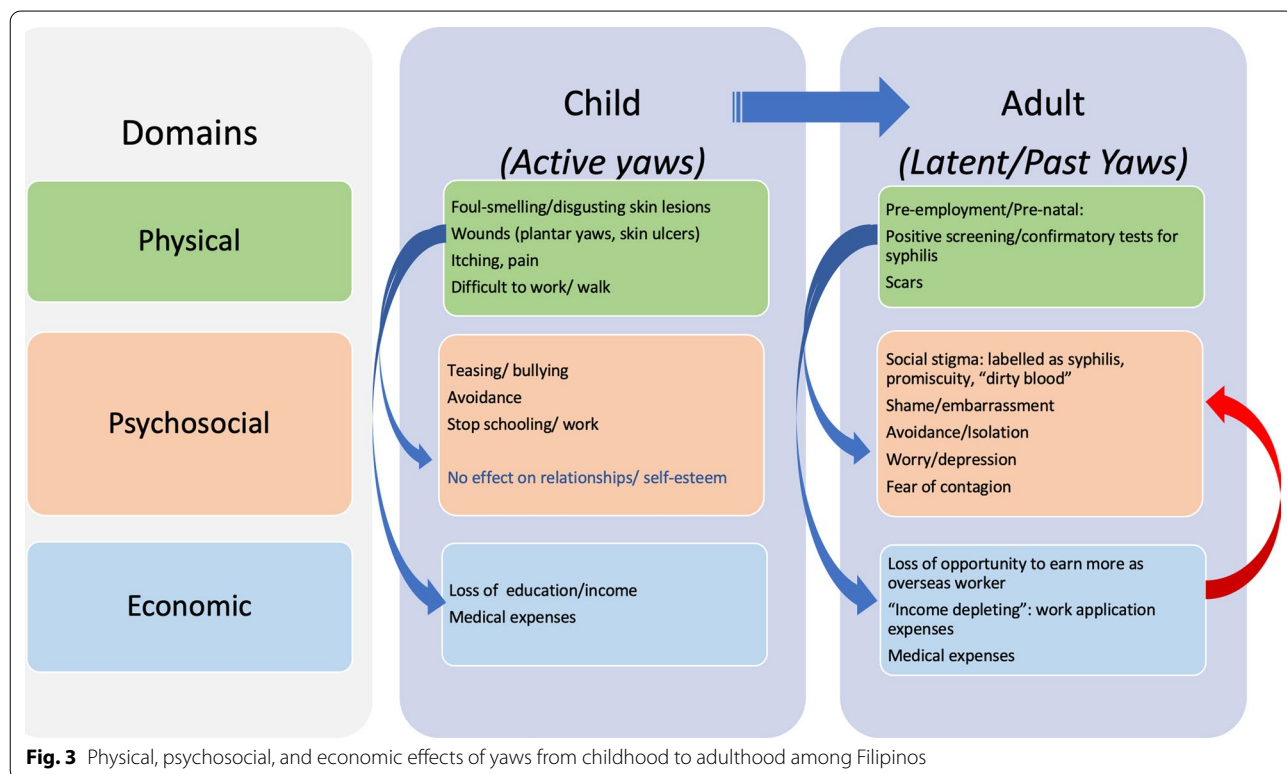 Domains
Physical
Psychosocial
Economic
Child
(Active yaws)
Foul-smelling/disgusting skin lesions
Wounds (plantar yaws, skin ulcers)
Itching, pain
Difficult to work/ walk
Teasing/ bullying
Avoidance
Stop schooling/ work
No effect on relationships/ self-esteem
Loss of education/income
Medical expenses
Adult
(Latent/Past Yaws)
Pre-employment/Pre-natal:
Positive screening/confirmatory tests for
syphilis
Scars
Social stigma: labelled as syphilis,
promiscuity, “dirty blood”
Shame/embarrassment
Avoidance/Isolation
Worry/depression
Fear of contagion
Loss of opportunity to earn more as
overseas worker
“Income depleting”: work application
expenses
Medical expenses
Fig. 3 Physical, psychosocial, and economic effects of yaws from childhood to adulthood among Filipinos